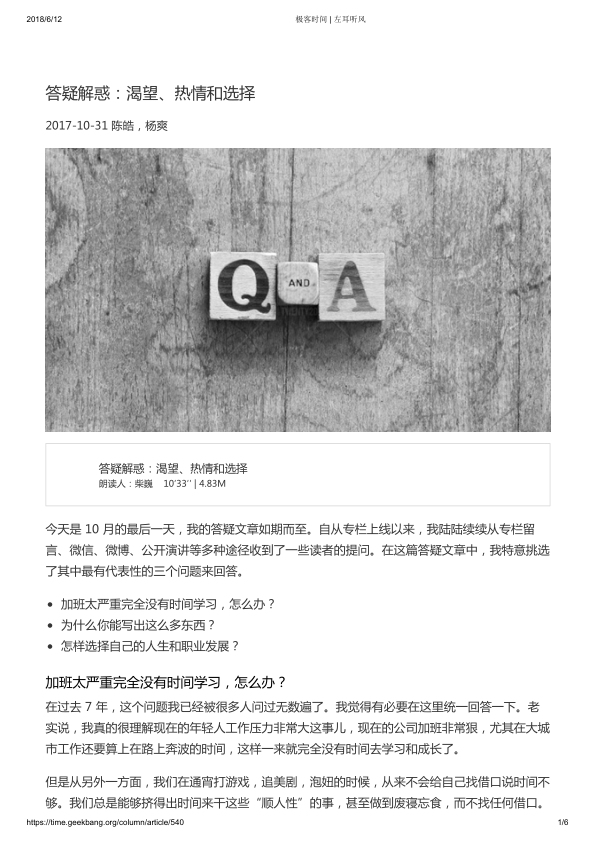 2018/6/12
极客时间 | 左耳听风
答疑解惑：渴望、热情和选择
2017-10-31 陈皓，杨爽
Q AND A
答疑解惑：渴望、热情和选择
朗读人：柴巍 10′33′′ | 4.83M
今天是 10 月的最后一天，我的答疑文章如期而至。自从专栏上线以来，我陆陆续续从专栏留
言、微信、微博、公开演讲等多种途径收到了一些读者的提问。在这篇答疑文章中，我特意挑选
了其中最有代表性的三个问题来回答。
• 加班太严重完全没有时间学习，怎么办？
• 为什么你能写出这么多东西？
• 怎样选择自己的人生和职业发展？
加班太严重完全没有时间学习，怎么办？
在过去 7 年，这个问题我已经被很多人问过无数遍了。我觉得有必要在这里统一回答一下。老
实说，我真的很理解现在的年轻人工作压力非常大这事儿，现在的公司加班非常狠，尤其在大城
市工作还要算上在路上奔波的时间，这样一来就完全没有时间去学习和成长了。
但是从另外一方面，我们在通宵打游戏，追美剧，泡妞的时候，从来不会给自己找借口说时间不
够。我们总是能够挤得出时间来干这些“顺人性”的事，甚至做到废寝忘食，而不找任何借口。
https://time.geekbang.org/column/article/540
1/6